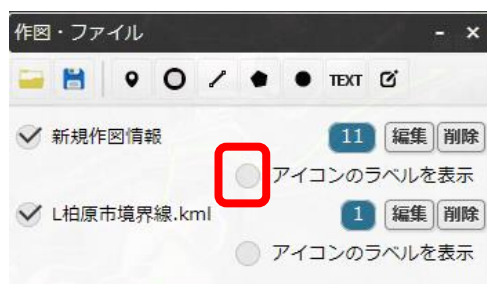 作図・ファイル - ×
TEXT
新規作図情報 11 編集 削除
アイコンのラベルを表示
L柏原市境界線.kml 1 編集 削除
アイコンのラベルを表示